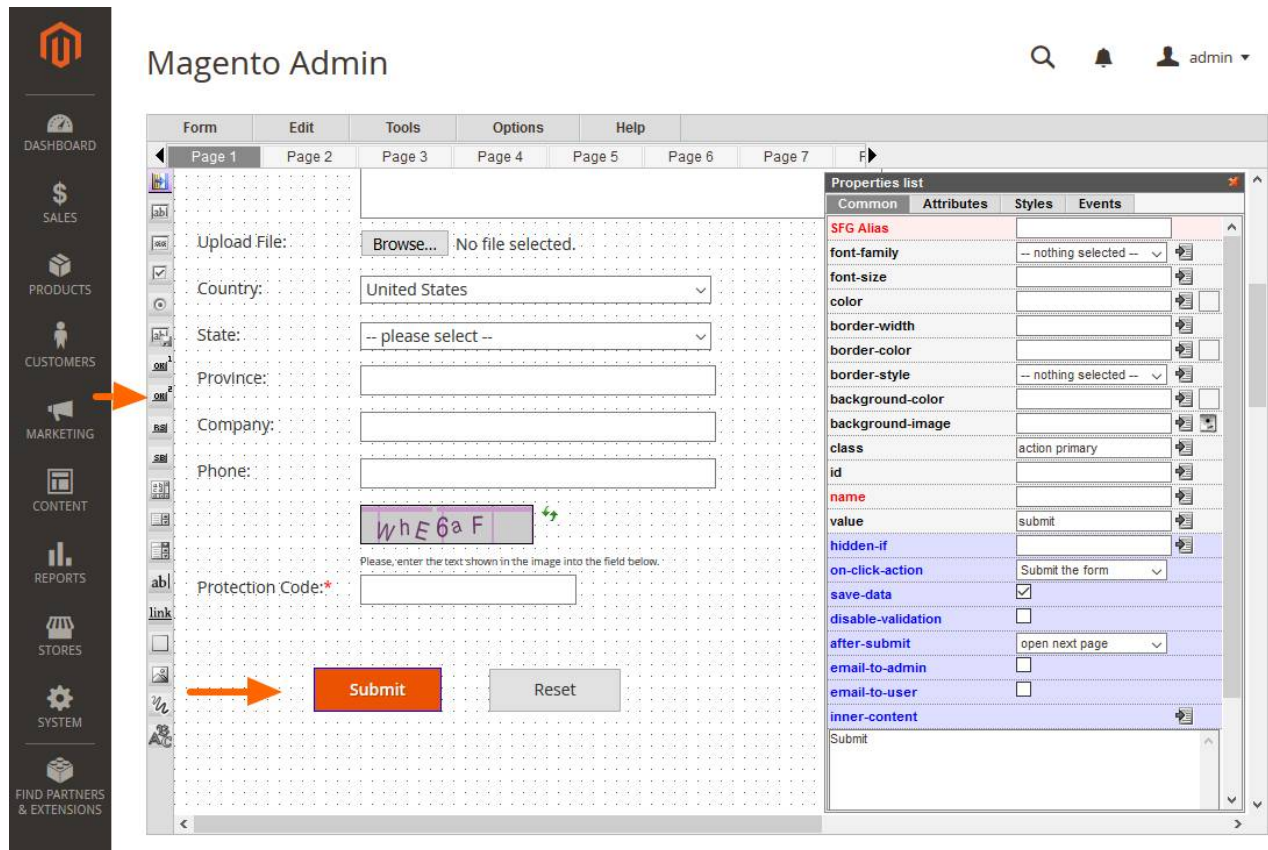 Magento Admin
admin
DASHBOARD
SALES
PRODUCTS
CUSTOMERS
MARKETING
CONTENT
REPORTS
STORES
SYSTEM
FIND PARTNERS
& EXTENSIONS
Form Edit Tools Options Help
Page 1 Page 2 Page 3 Page 4 Page 5 Page 6 Page 7
abl
link
Upload File: Browse... No file selected.
Country: United States
State: -- please select --
Province:
Company:
Phone:
WhE6aF
Please, enter the text shown in the image into the field below.
Protection Code:*
Submit Reset
Properties list
Common Attributes Styles Events
SFG Alias
font-family -- nothing selected --
font-size
color
border-width
border-color
border-style -- nothing selected --
background-color
background-image
class action primary
id
name
value submit
hidden-if
on-click-action Submit the form
save-data
disable-validation
after-submit open next page
email-to-admin
email-to-user
inner-content
Submit